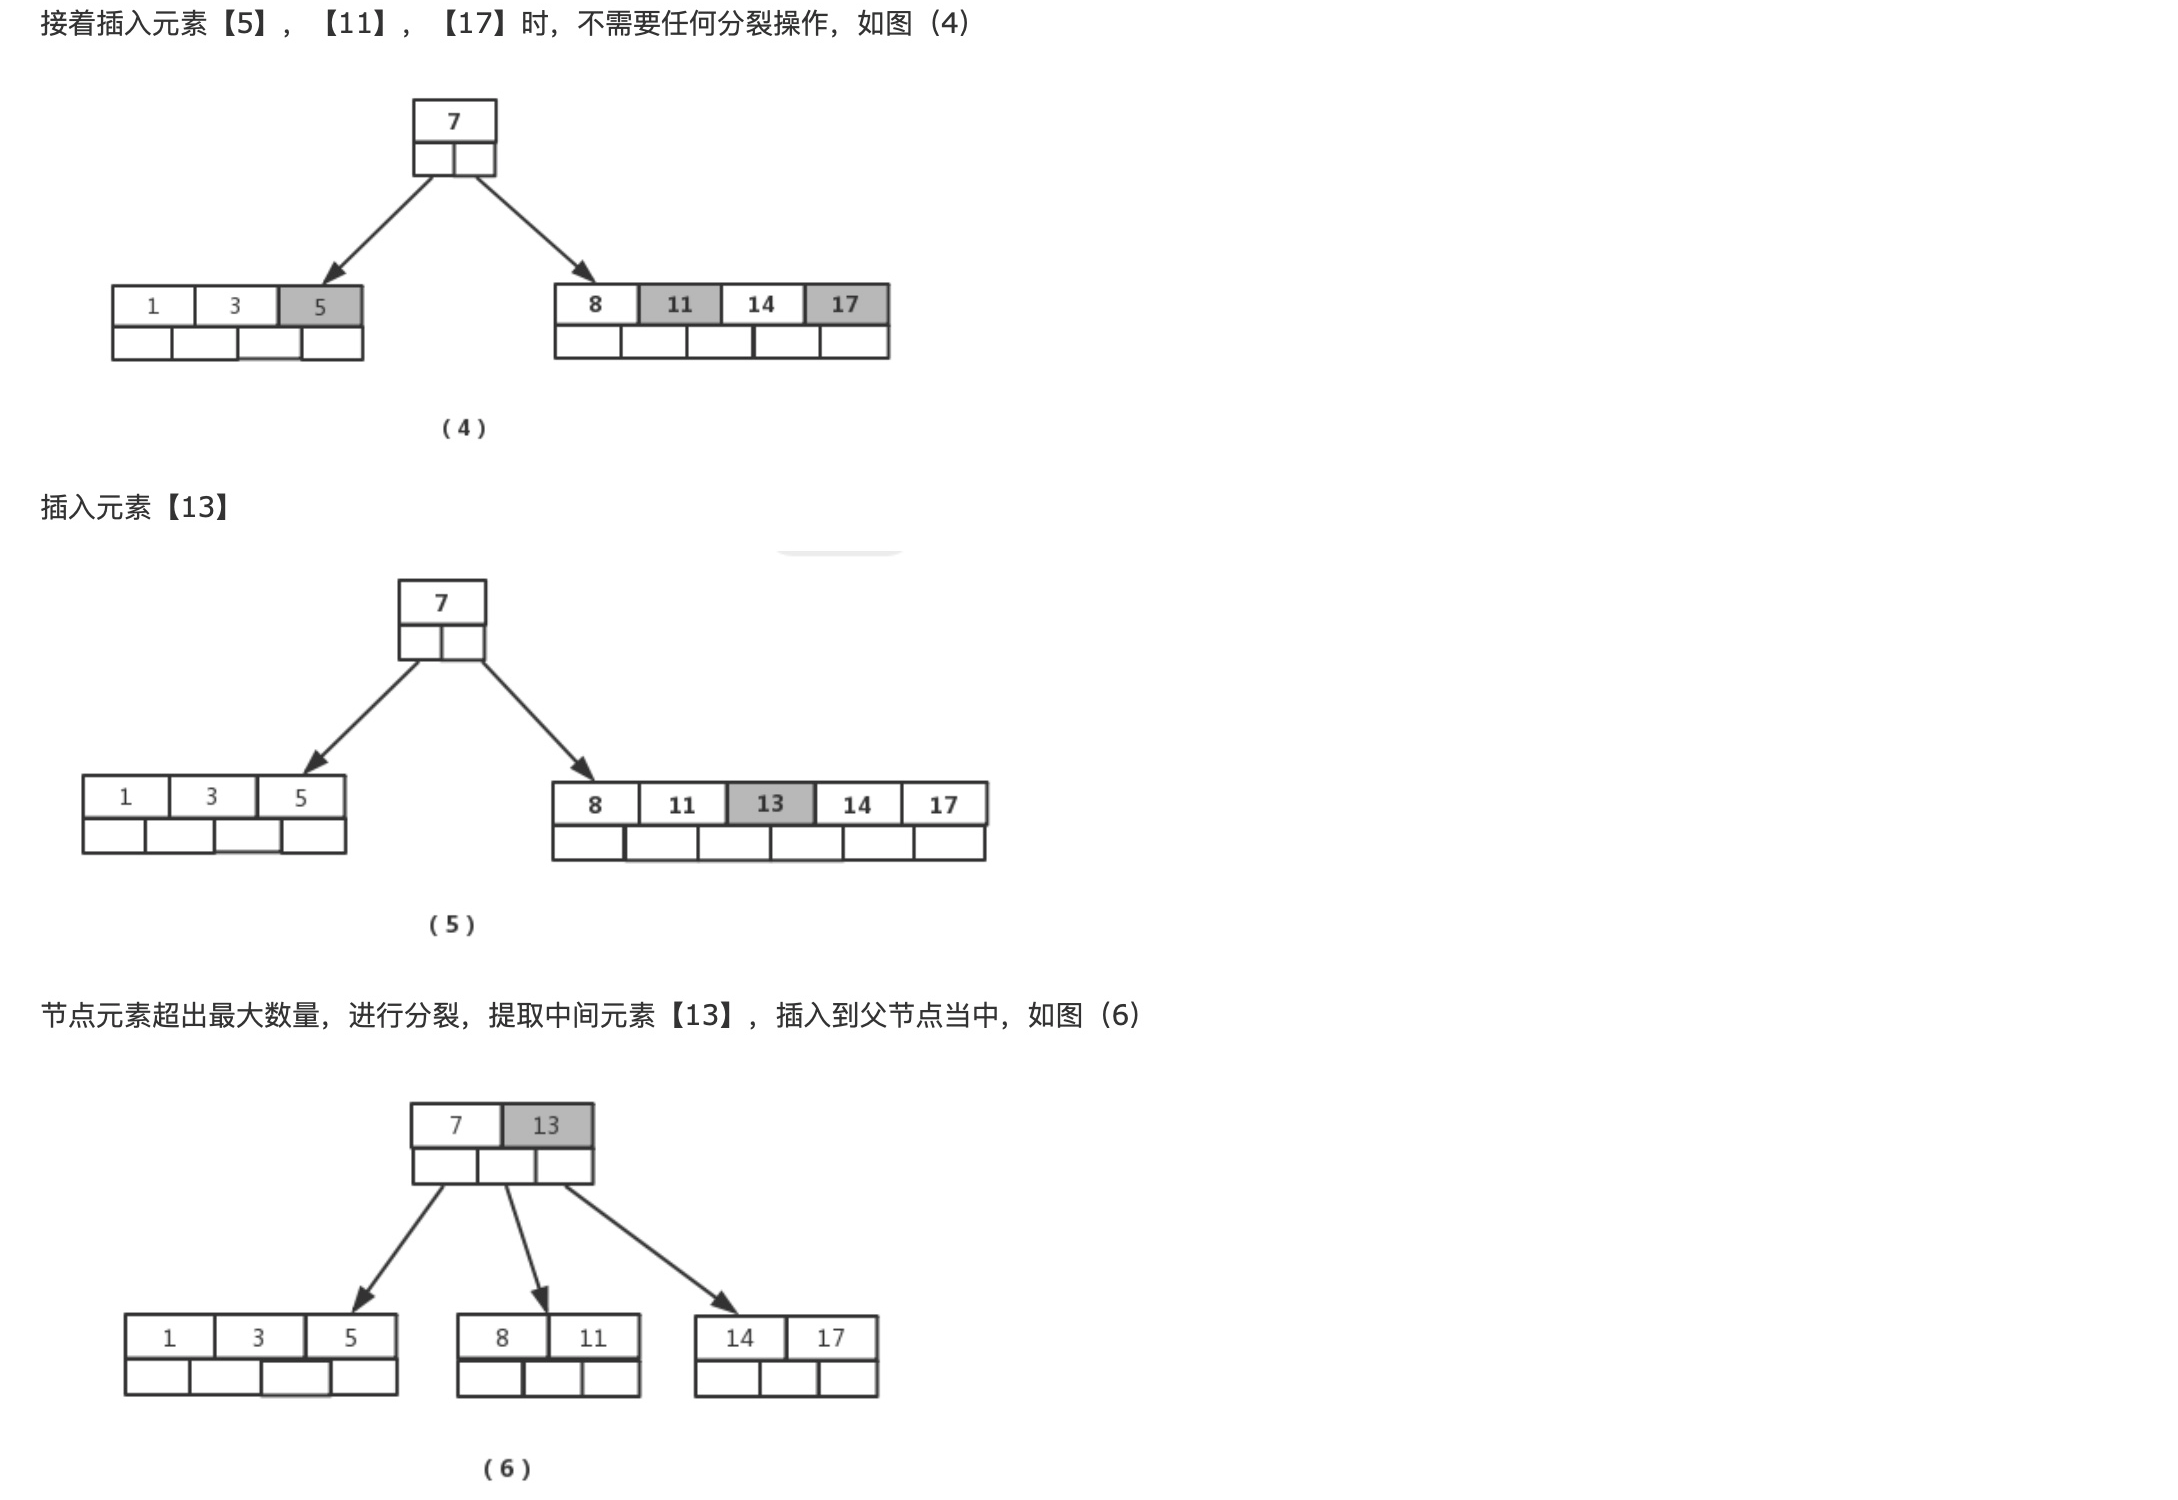 接着插入元素【5】，【11】，【17】时，不需要任何分裂操作，如图（4）
7
1 3 5 8 11 14 17
( 4 )
插入元素【13】
7
1 3 5 8 11 13 14 17
( 5 )
节点元素超出最大数量，进行分裂，提取中间元素【13】，插入到父节点当中，如图（6）
7 13
1 3 5 8 11 14 17
( 6 )